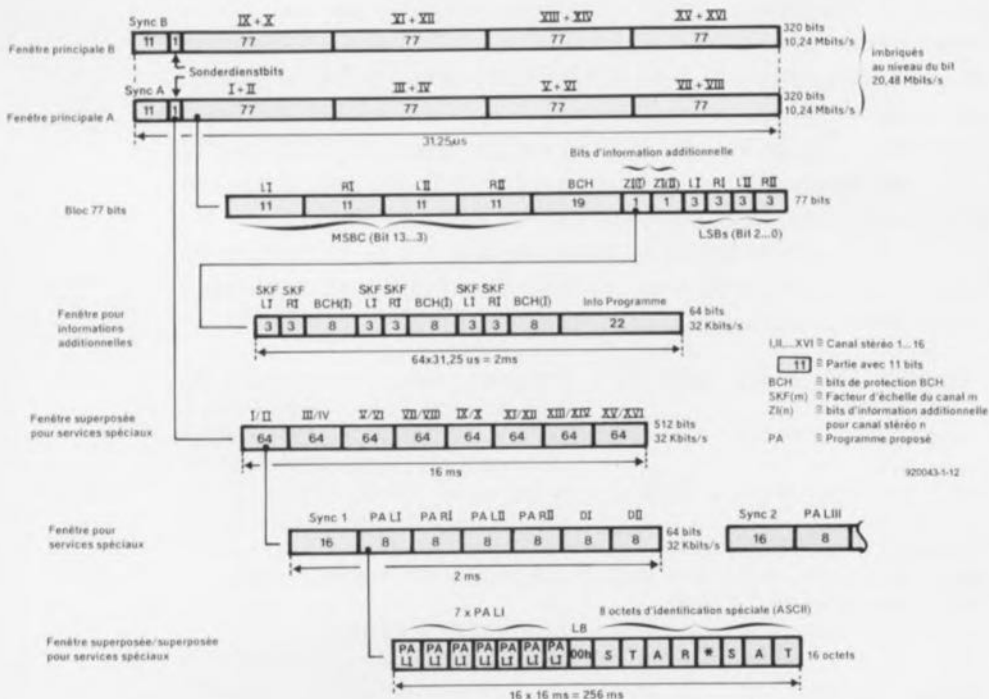 Sync B IX + X XI + XII XIII + XIV XV + XVI
Fenêtre principale B 11 1 77 77 77 77 320 bits 10,24 Mbits/s
Sonderdienstbits
imbriqués au niveau du bit 20,48 Mbits/s
Sync A I + II III + IV V + VI VII + VIII
Fenêtre principale A 11 1 77 77 77 77 320 bits 10,24 Mbits/s
31,25µs
Bits d'information additionnelle
LI RI LII RII BCH ZI(I) ZI(II) LI RI LII RII
Bloc 77 bits 11 11 11 11 19 1 1 3 3 3 3 77 bits
MSBC (Bit 13...3) LSBs (Bit 2...0)
SKF LI SKF RI BCH(I) SKF LI SKF RI BCH(I) SKF LI SKF RI BCH(I) Info Programme
Fenêtre pour informations additionnelles 3 3 8 3 3 8 3 3 8 22 64 bits 32 Kbits/s
64x31,25 us = 2ms
I,II,...XVI ≙ Canal stéréo 1...16
11 ≙ Partie avec 11 bits
BCH ≙ bits de protection BCH
SKF(m) ≙ Facteur d'échelle du canal m
ZI(n) ≙ bits d'information additionnelle
pour canal stéréo n
PA ≙ Programme proposé
920043-1-12
I/II III/IV V/VI VII/VIII IX/X XI/XII XIII/XIV XV/XVI
Fenêtre superposée pour services spéciaux 64 64 64 64 64 64 64 64 512 bits 32 Kbits/s
16 ms
Sync 1 PA LI PA RI PA LII PA RII DI DII Sync 2 PA LIII
Fenêtre pour services spéciaux 16 8 8 8 8 8 8 64 bits 32 Kbits/s 16 8
2 ms
7 x PA LI LB 8 octets d'identification spéciale (ASCII)
Fenêtre superposée/superposée pour services spéciaux PA LI PA LI PA LI PA LI PA LI PA LI PA LI 00h S T A R * S A T 16 octets
16 x 16 ms = 256 ms